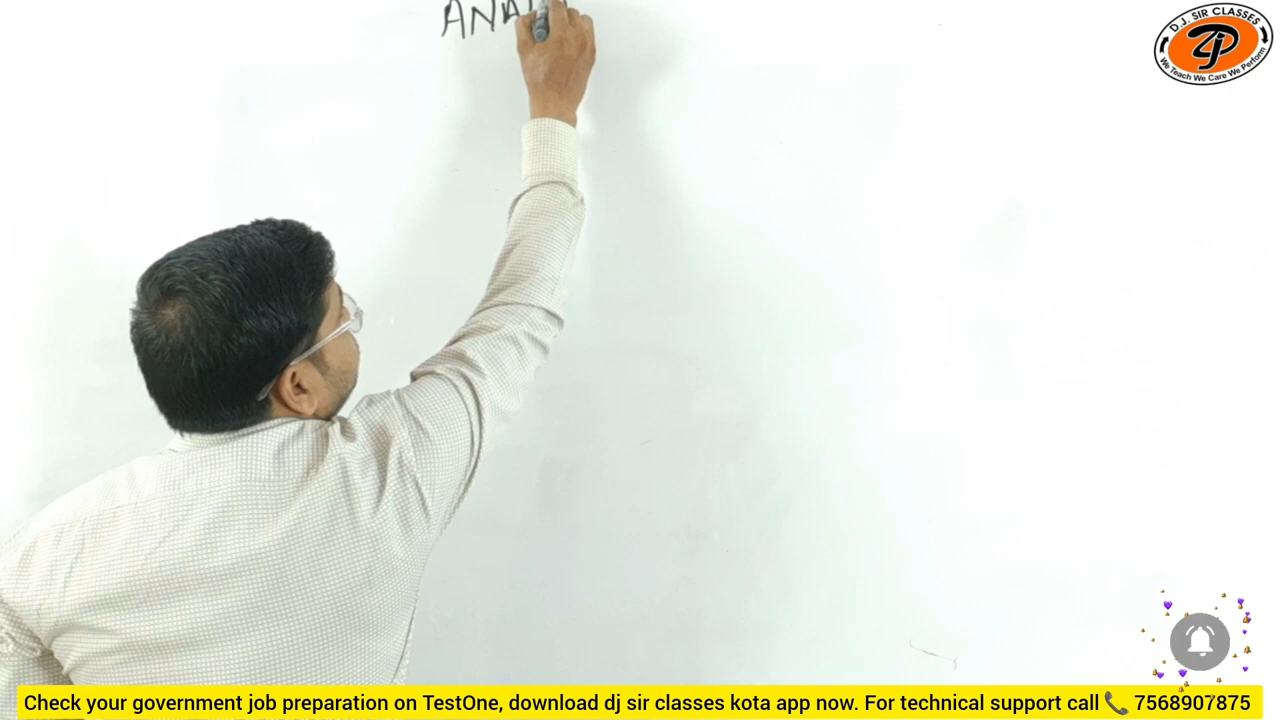 ANA
D.J. SIR CLASSES
We Teach We Care We Perform
Check your government job preparation on TestOne, download dj sir classes kota app now. For technical support call 📞 7568907875